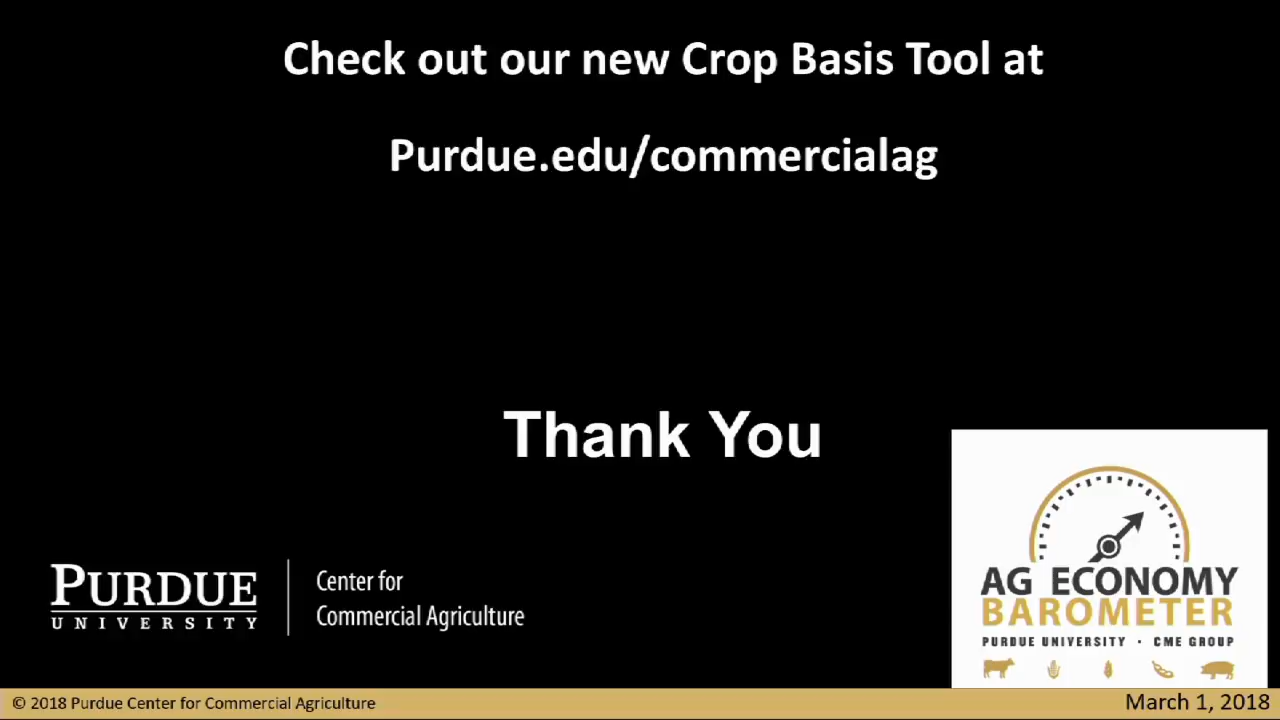 Check out our new Crop Basis Tool at
Purdue.edu/commercialag
Thank You
PURDUE
UNIVERSITY
Center for
Commercial Agriculture
AG ECONOMY
BAROMETER
PURDUE UNIVERSITY · CME GROUP
© 2018 Purdue Center for Commercial Agriculture
March 1, 2018